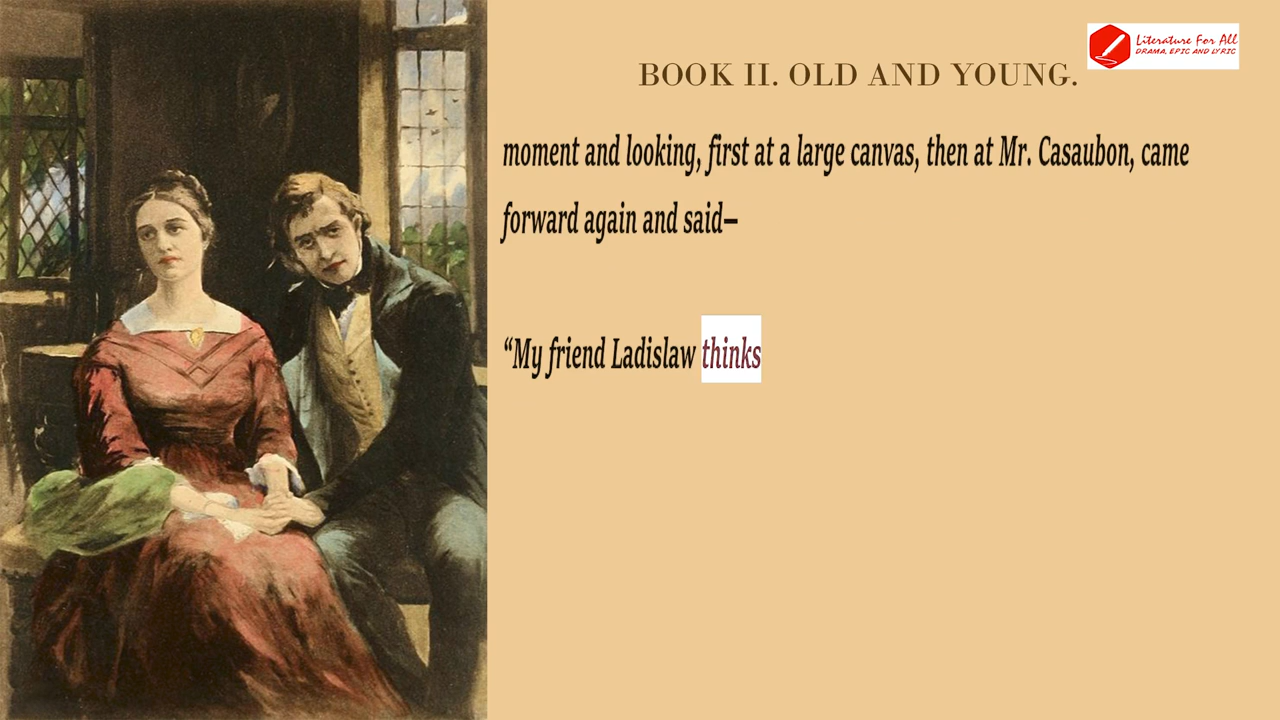 Literature For All
DRAMA, EPIC AND LYRIC
BOOK II. OLD AND YOUNG.
moment and looking, first at a large canvas, then at Mr. Casaubon, came
forward again and said—
“My friend Ladislaw thinks